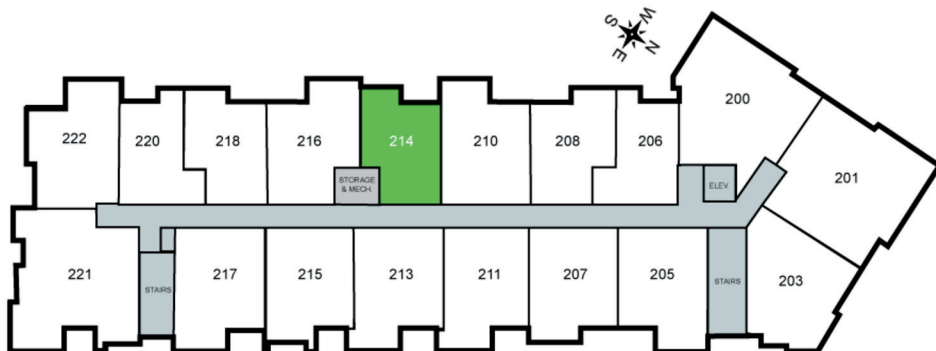 W
S
N
E
200
222
220
218
216
214
210
208
206
201
STORAGE
& MECH.
ELEV.
221
217
215
213
211
207
205
203
STAIRS
STAIRS